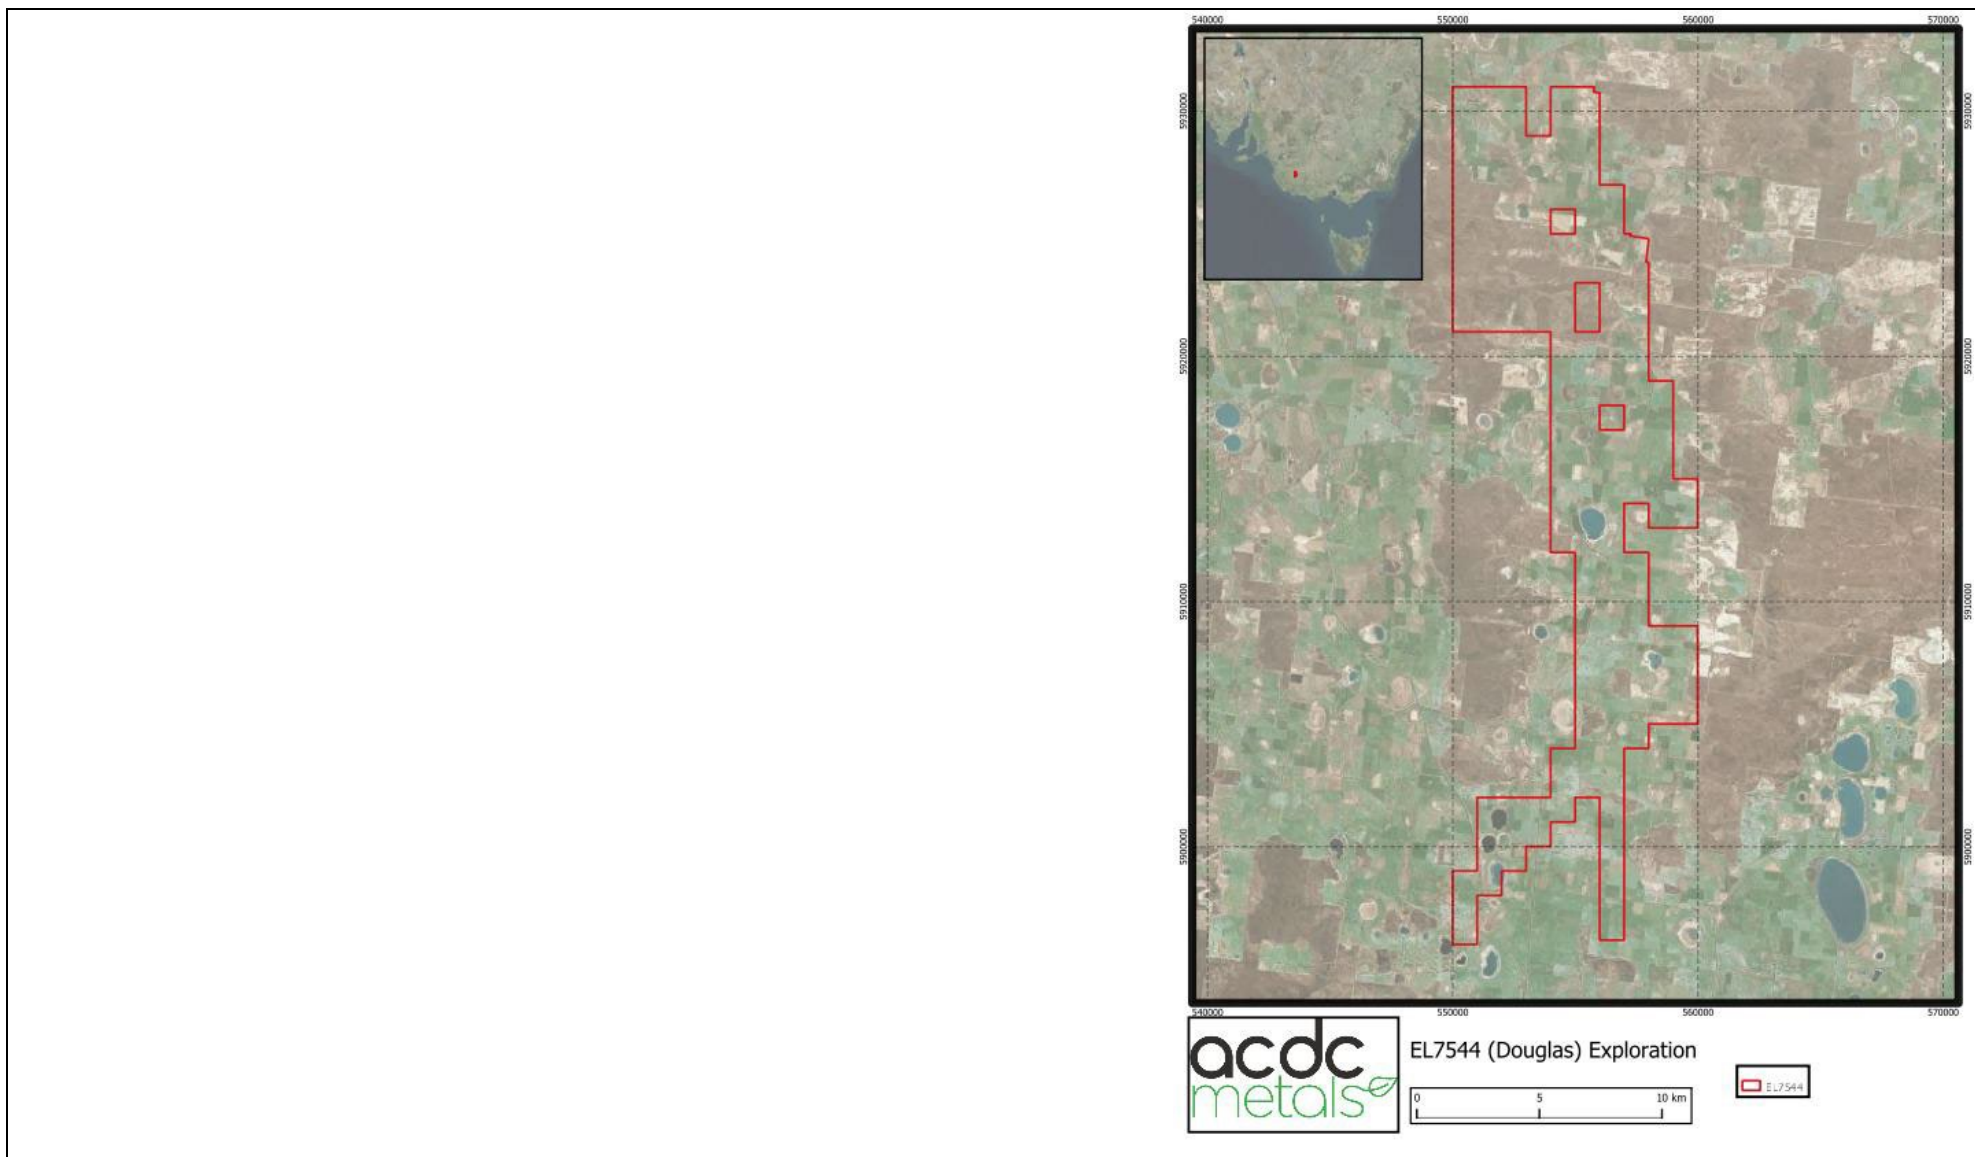 540000 550000 560000 570000
5930000 5930000
5920000 5920000
5910000 5910000
5900000 5900000
540000 550000 560000 570000
acdc
metals
EL7544 (Douglas) Exploration
0 5 10 km
EL7544